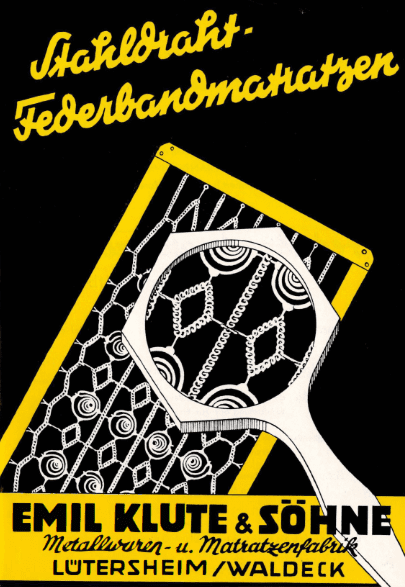 Stahldraht-
Federbandmatratzen
EMIL KLUTE & SÖHNE
Metallwaren- u. Matratzenfabrik
LÜTERSHEIM/WALDECK